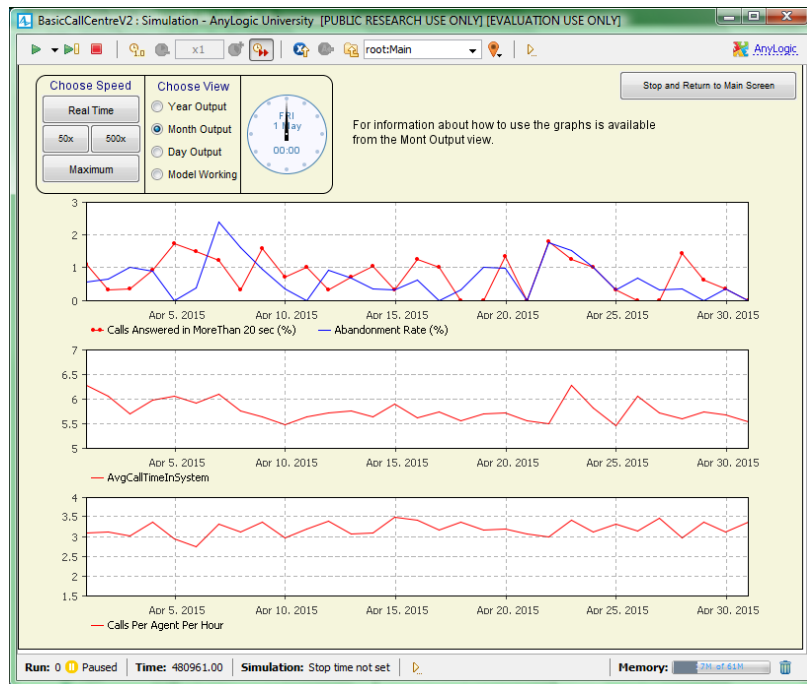 BasicCallCentreV2 : Simulation - AnyLogic University [PUBLIC RESEARCH USE ONLY] [EVALUATION USE ONLY]
x1 root:Main AnyLogic
Choose Speed
Real Time
50x 500x
Maximum
Choose View
Year Output
Month Output
Day Output
Model Working
FRI
1 May
00:00
Stop and Return to Main Screen
For information about how to use the graphs is available
from the Mont Output view.
3
2
1
0
Apr 5, 2015 Apr 10, 2015 Apr 15, 2015 Apr 20, 2015 Apr 25, 2015 Apr 30, 2015
Calls Answered in MoreThan 20 sec (%) Abandonment Rate (%)
7
6.5
6
5.5
5
Apr 5, 2015 Apr 10, 2015 Apr 15, 2015 Apr 20, 2015 Apr 25, 2015 Apr 30, 2015
AvgCallTimeInSystem
4
3.5
3
2.5
2
1.5
Apr 5, 2015 Apr 10, 2015 Apr 15, 2015 Apr 20, 2015 Apr 25, 2015 Apr 30, 2015
Calls Per Agent Per Hour
Run: 0 Paused Time: 480961.00 Simulation: Stop time not set Memory: 7M of 61M